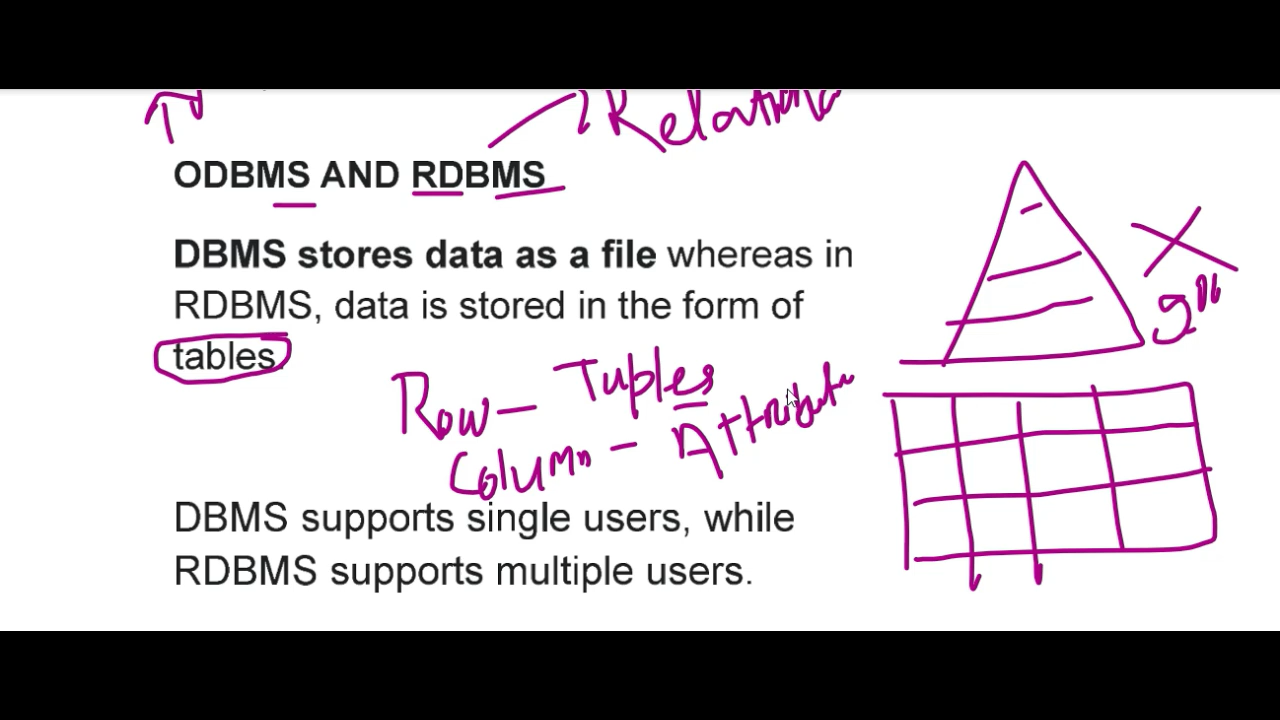 Relationa
ODBMS AND RDBMS
DBMS stores data as a file whereas in
RDBMS, data is stored in the form of
tables.
Row – Tuples
Column – Attribute
DBMS supports single users, while
RDBMS supports multiple users.